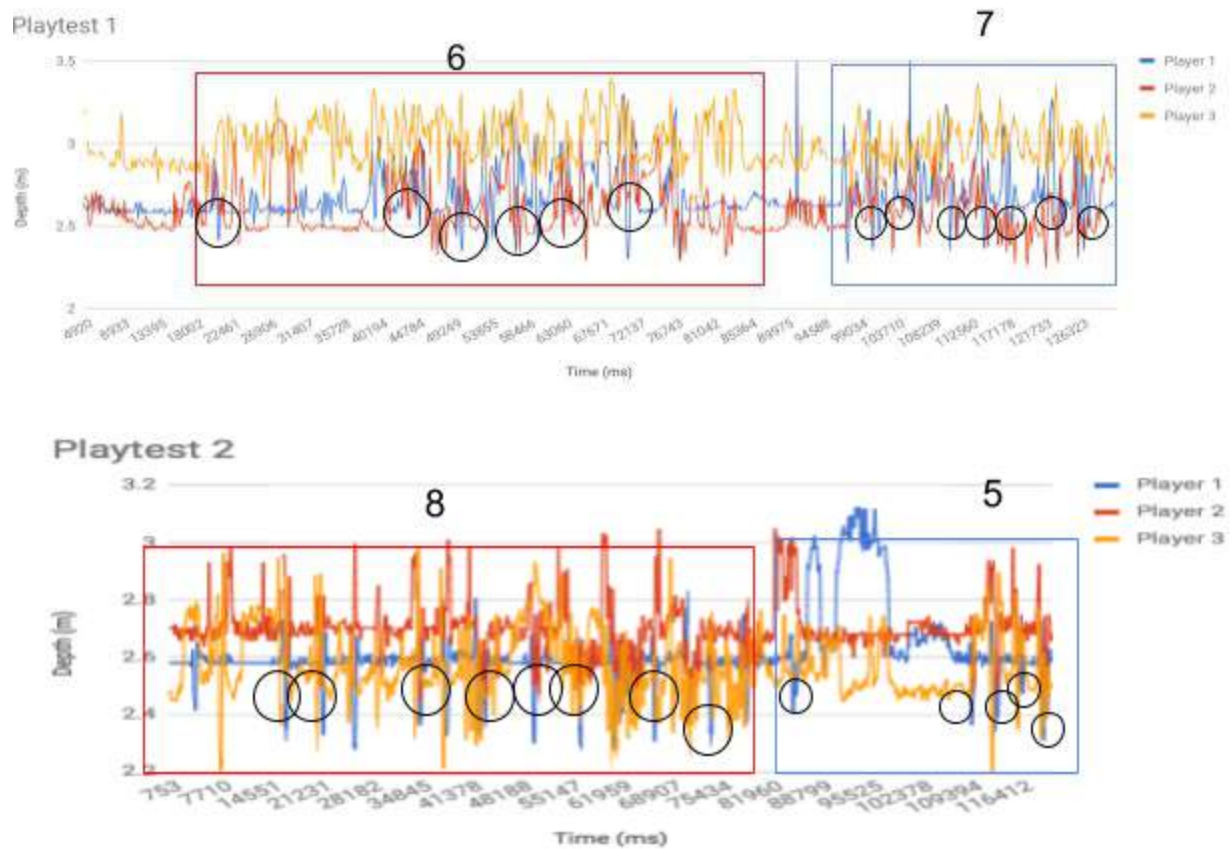 Playtest 1
6
7
3.5
3
2.5
2
Depth (m)
8933 13395 18002 22461 31407 35728 40194 44784 49249 53855 58466 63060 67671 72137 76743 81042 85364 89975 94588 99034 103710 108239 112560 117178 126323
Time (ms)
Player 1
Player 2
Player 3
Playtest 2
8
5
3.2
3
2.8
2.6
2.4
2.2
Depth (m)
753 7710 14551 21231 28182 34845 41378 48188 55147 61959 68907 75434 81960 88799 95525 102378 109394 116412
Time (ms)
Player 1
Player 2
Player 3